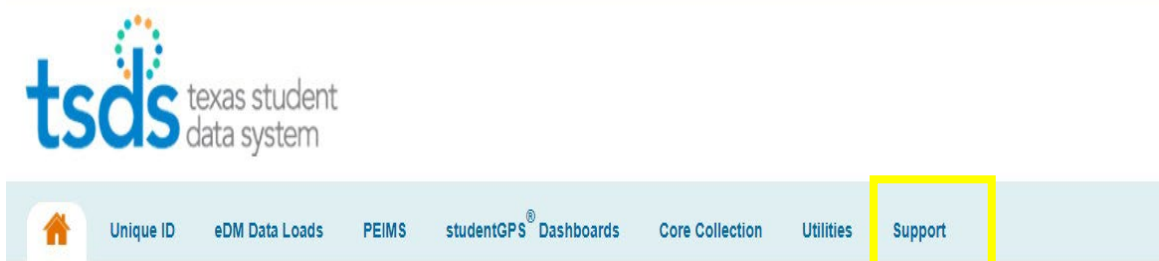 tsds texas student
data system
Unique ID eDM Data Loads PEIMS studentGPS® Dashboards Core Collection Utilities Support